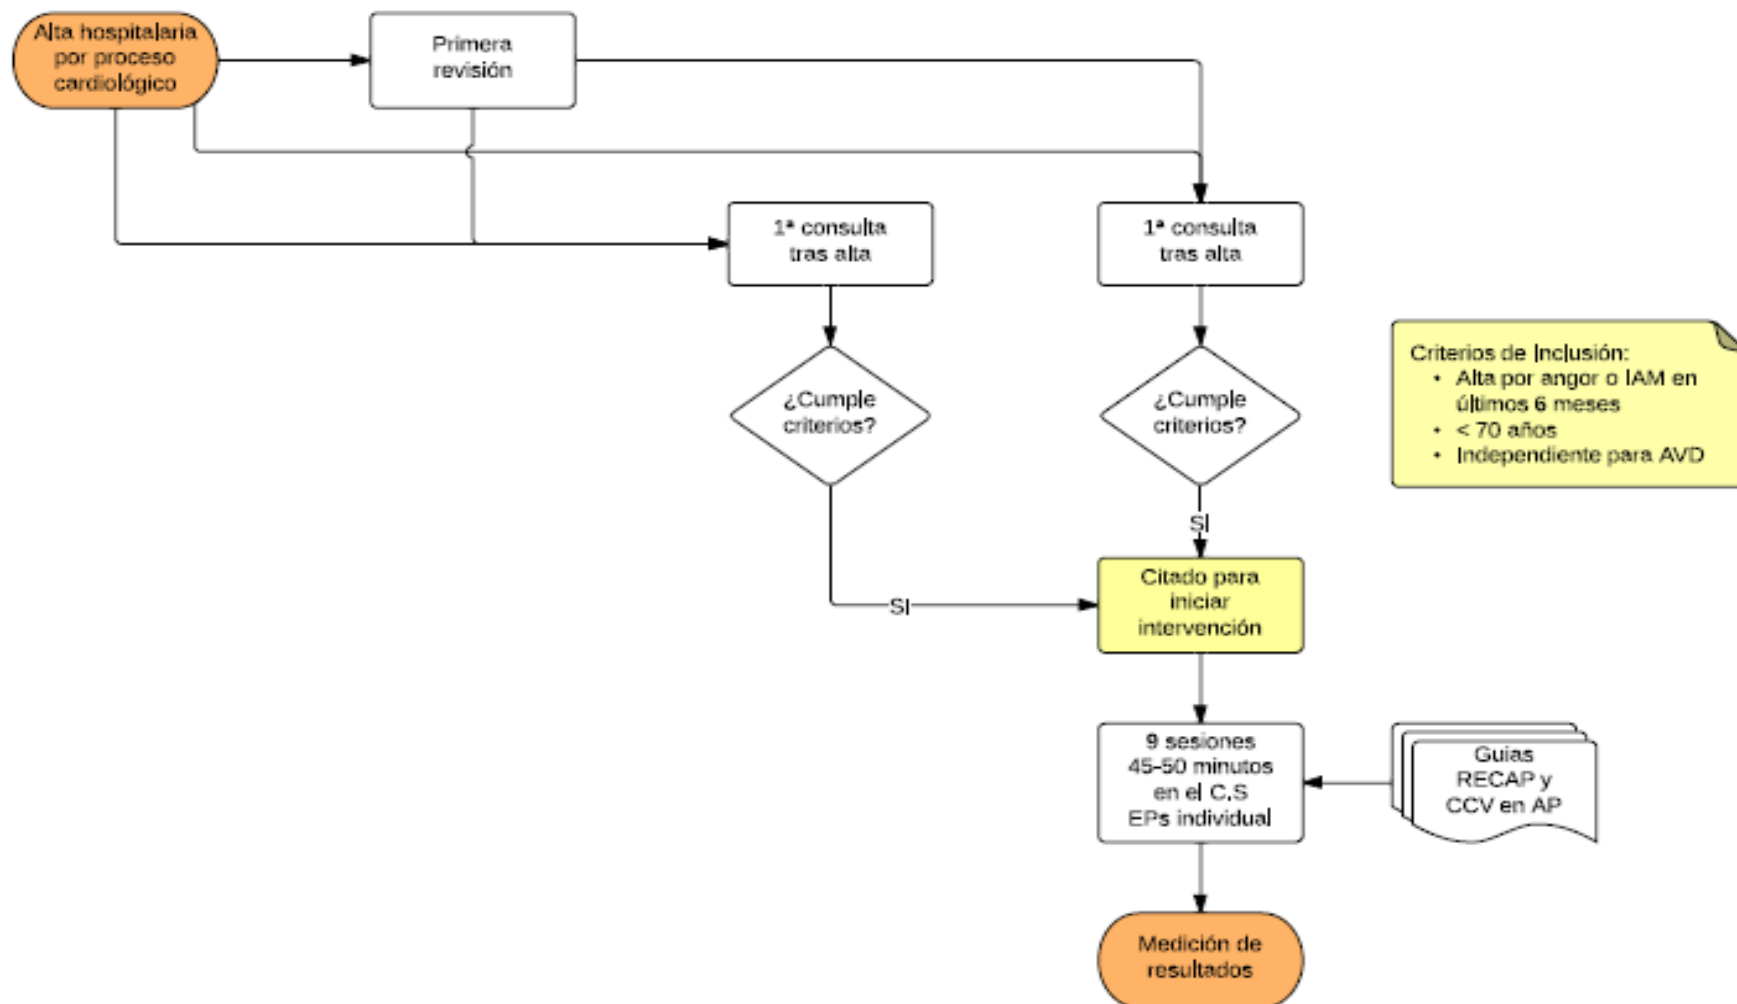 Alta hospitalaria
por proceso
cardiológico
Primera
revisión
1ª consulta
tras alta
1ª consulta
tras alta
¿Cumple
criterios?
¿Cumple
criterios?
Criterios de Inclusión:
• Alta por angor o IAM en
últimos 6 meses
• < 70 años
• Independiente para AVD
SI
SI
Citado para
iniciar
intervención
9 sesiones
45-50 minutos
en el C.S
EPs individual
Guias
RECAP y
CCV en AP
Medición de
resultados